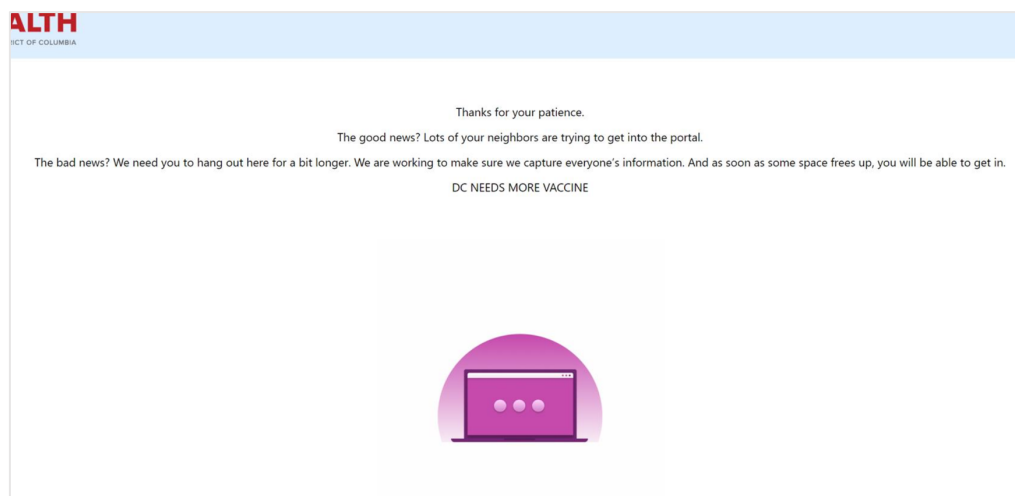 ALTH
ICT OF COLUMBIA
Thanks for your patience.
The good news? Lots of your neighbors are trying to get into the portal.
The bad news? We need you to hang out here for a bit longer. We are working to make sure we capture everyone's information. And as soon as some space frees up, you will be able to get in.
DC NEEDS MORE VACCINE